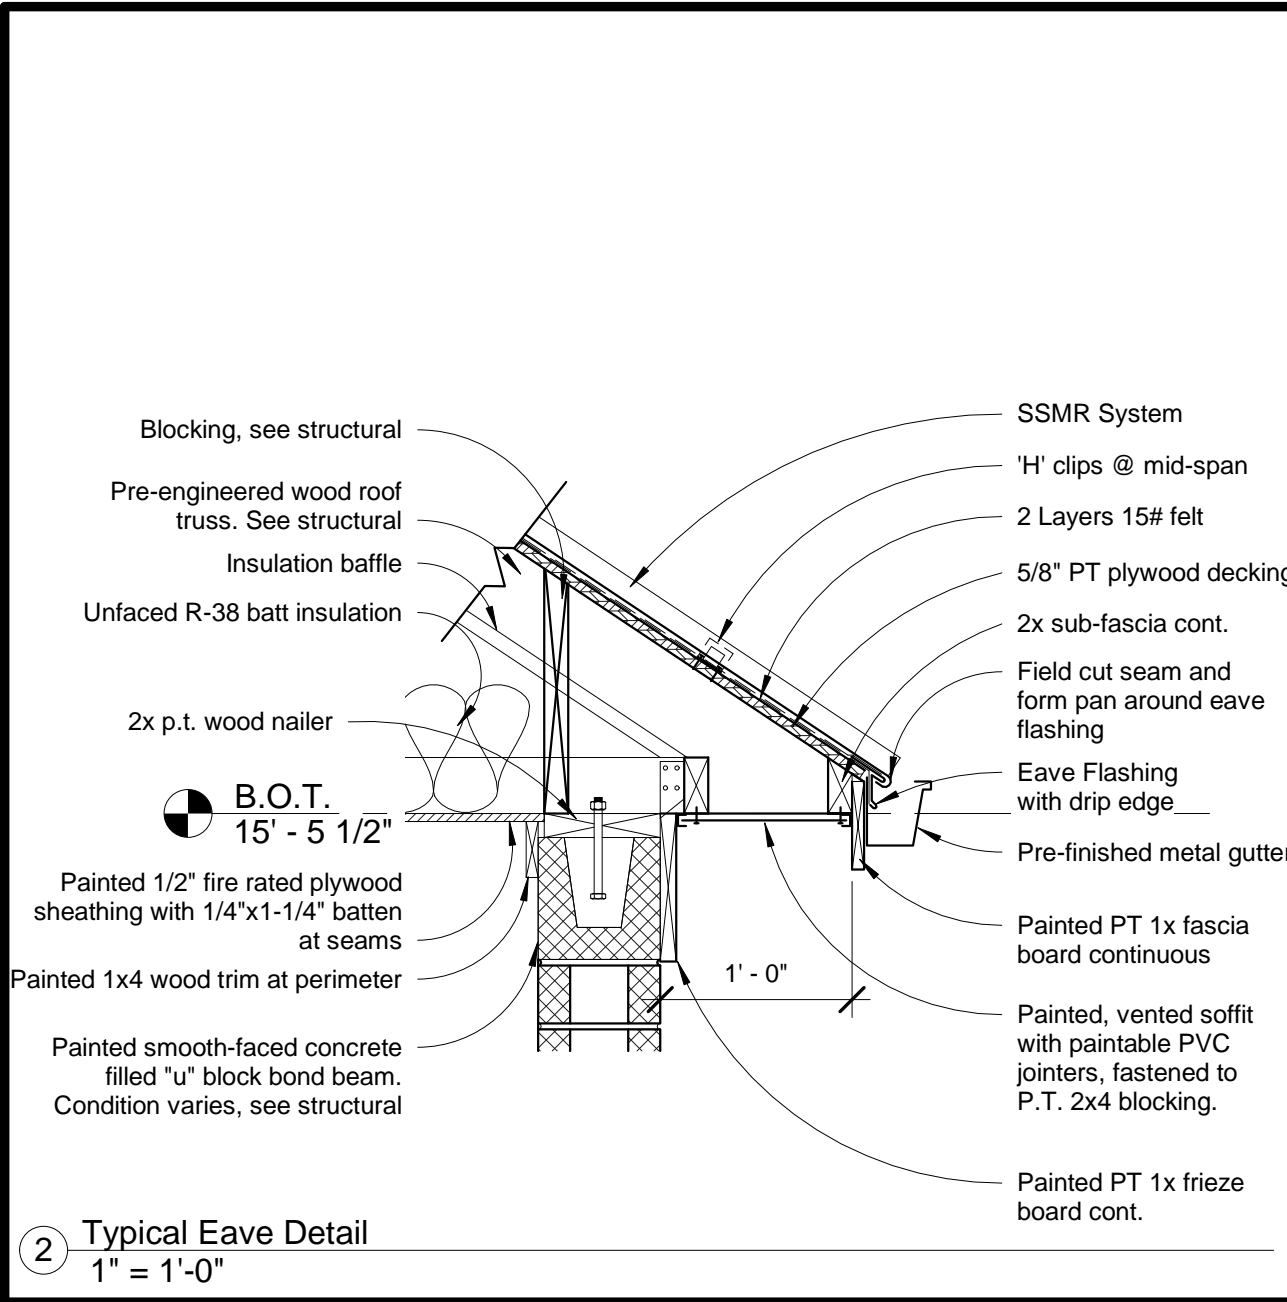 Blocking, see structural
Pre-engineered wood roof
truss. See structural
Insulation baffle
Unfaced R-38 batt insulation
2x p.t. wood nailer
B.O.T.
15' - 5 1/2"
Painted 1/2" fire rated plywood
sheathing with 1/4"x1-1/4" batten
at seams
Painted 1x4 wood trim at perimeter
Painted smooth-faced concrete
filled "u" block bond beam.
Condition varies, see structural
SSMR System
'H' clips @ mid-span
2 Layers 15# felt
5/8" PT plywood decking
2x sub-fascia cont.
Field cut seam and
form pan around eave
flashing
Eave Flashing
with drip edge
Pre-finished metal gutter
Painted PT 1x fascia
board continuous
1' - 0"
Painted, vented soffit
with paintable PVC
jointers, fastened to
P.T. 2x4 blocking.
Painted PT 1x frieze
board cont.
2 Typical Eave Detail
1" = 1'-0"